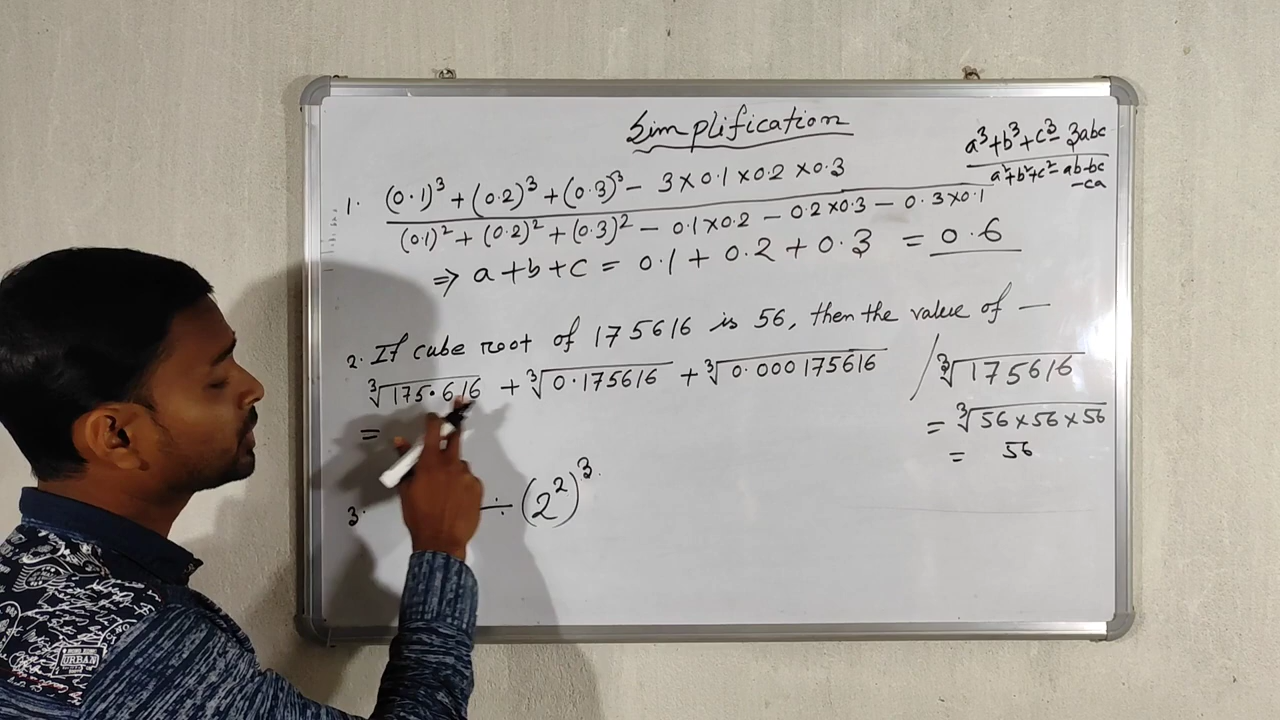 Simplification
a³+b³+c³-3abc
a²+b²+c²-ab-bc
-ca
1. (0.1)³+(0.2)³+(0.3)³- 3×0.1×0.2×0.3
(0.1)²+(0.2)²+(0.3)²- 0.1×0.2 - 0.2×0.3 - 0.3×0.1
⇒ a+b+c = 0.1+0.2+0.3 = 0.6
2. If cube root of 175616 is 56, then the value of —
∛175.616 + ∛0.175616 + ∛0.000175616
=
∛175616
= ∛56×56×56
= 56
3. ÷(2²)³.
URBAN